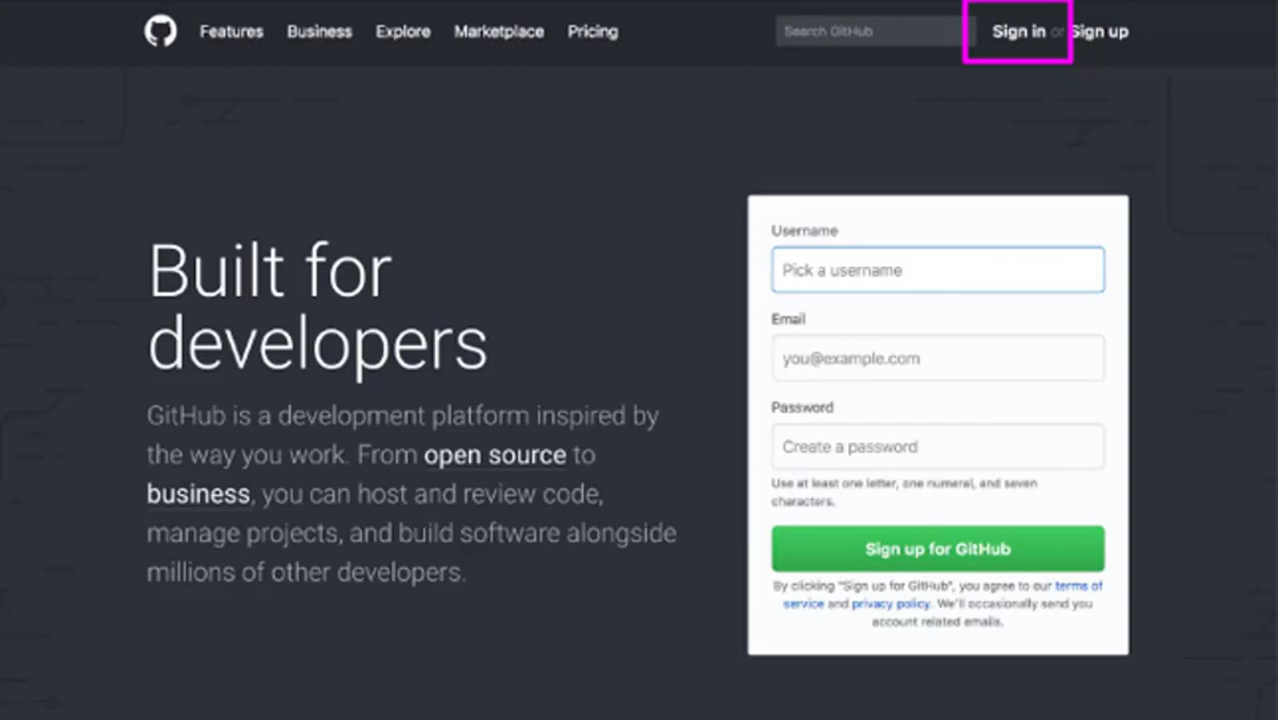 Features Business Explore Marketplace Pricing Search GitHub Sign in or Sign up
Built for
developers
GitHub is a development platform inspired by
the way you work. From open source to
business, you can host and review code,
manage projects, and build software alongside
millions of other developers.
Username
Pick a username
Email
you@example.com
Password
Create a password
Use at least one letter, one numeral, and seven
characters.
Sign up for GitHub
By clicking "Sign up for GitHub", you agree to our terms of
service and privacy policy. We'll occasionally send you
account related emails.